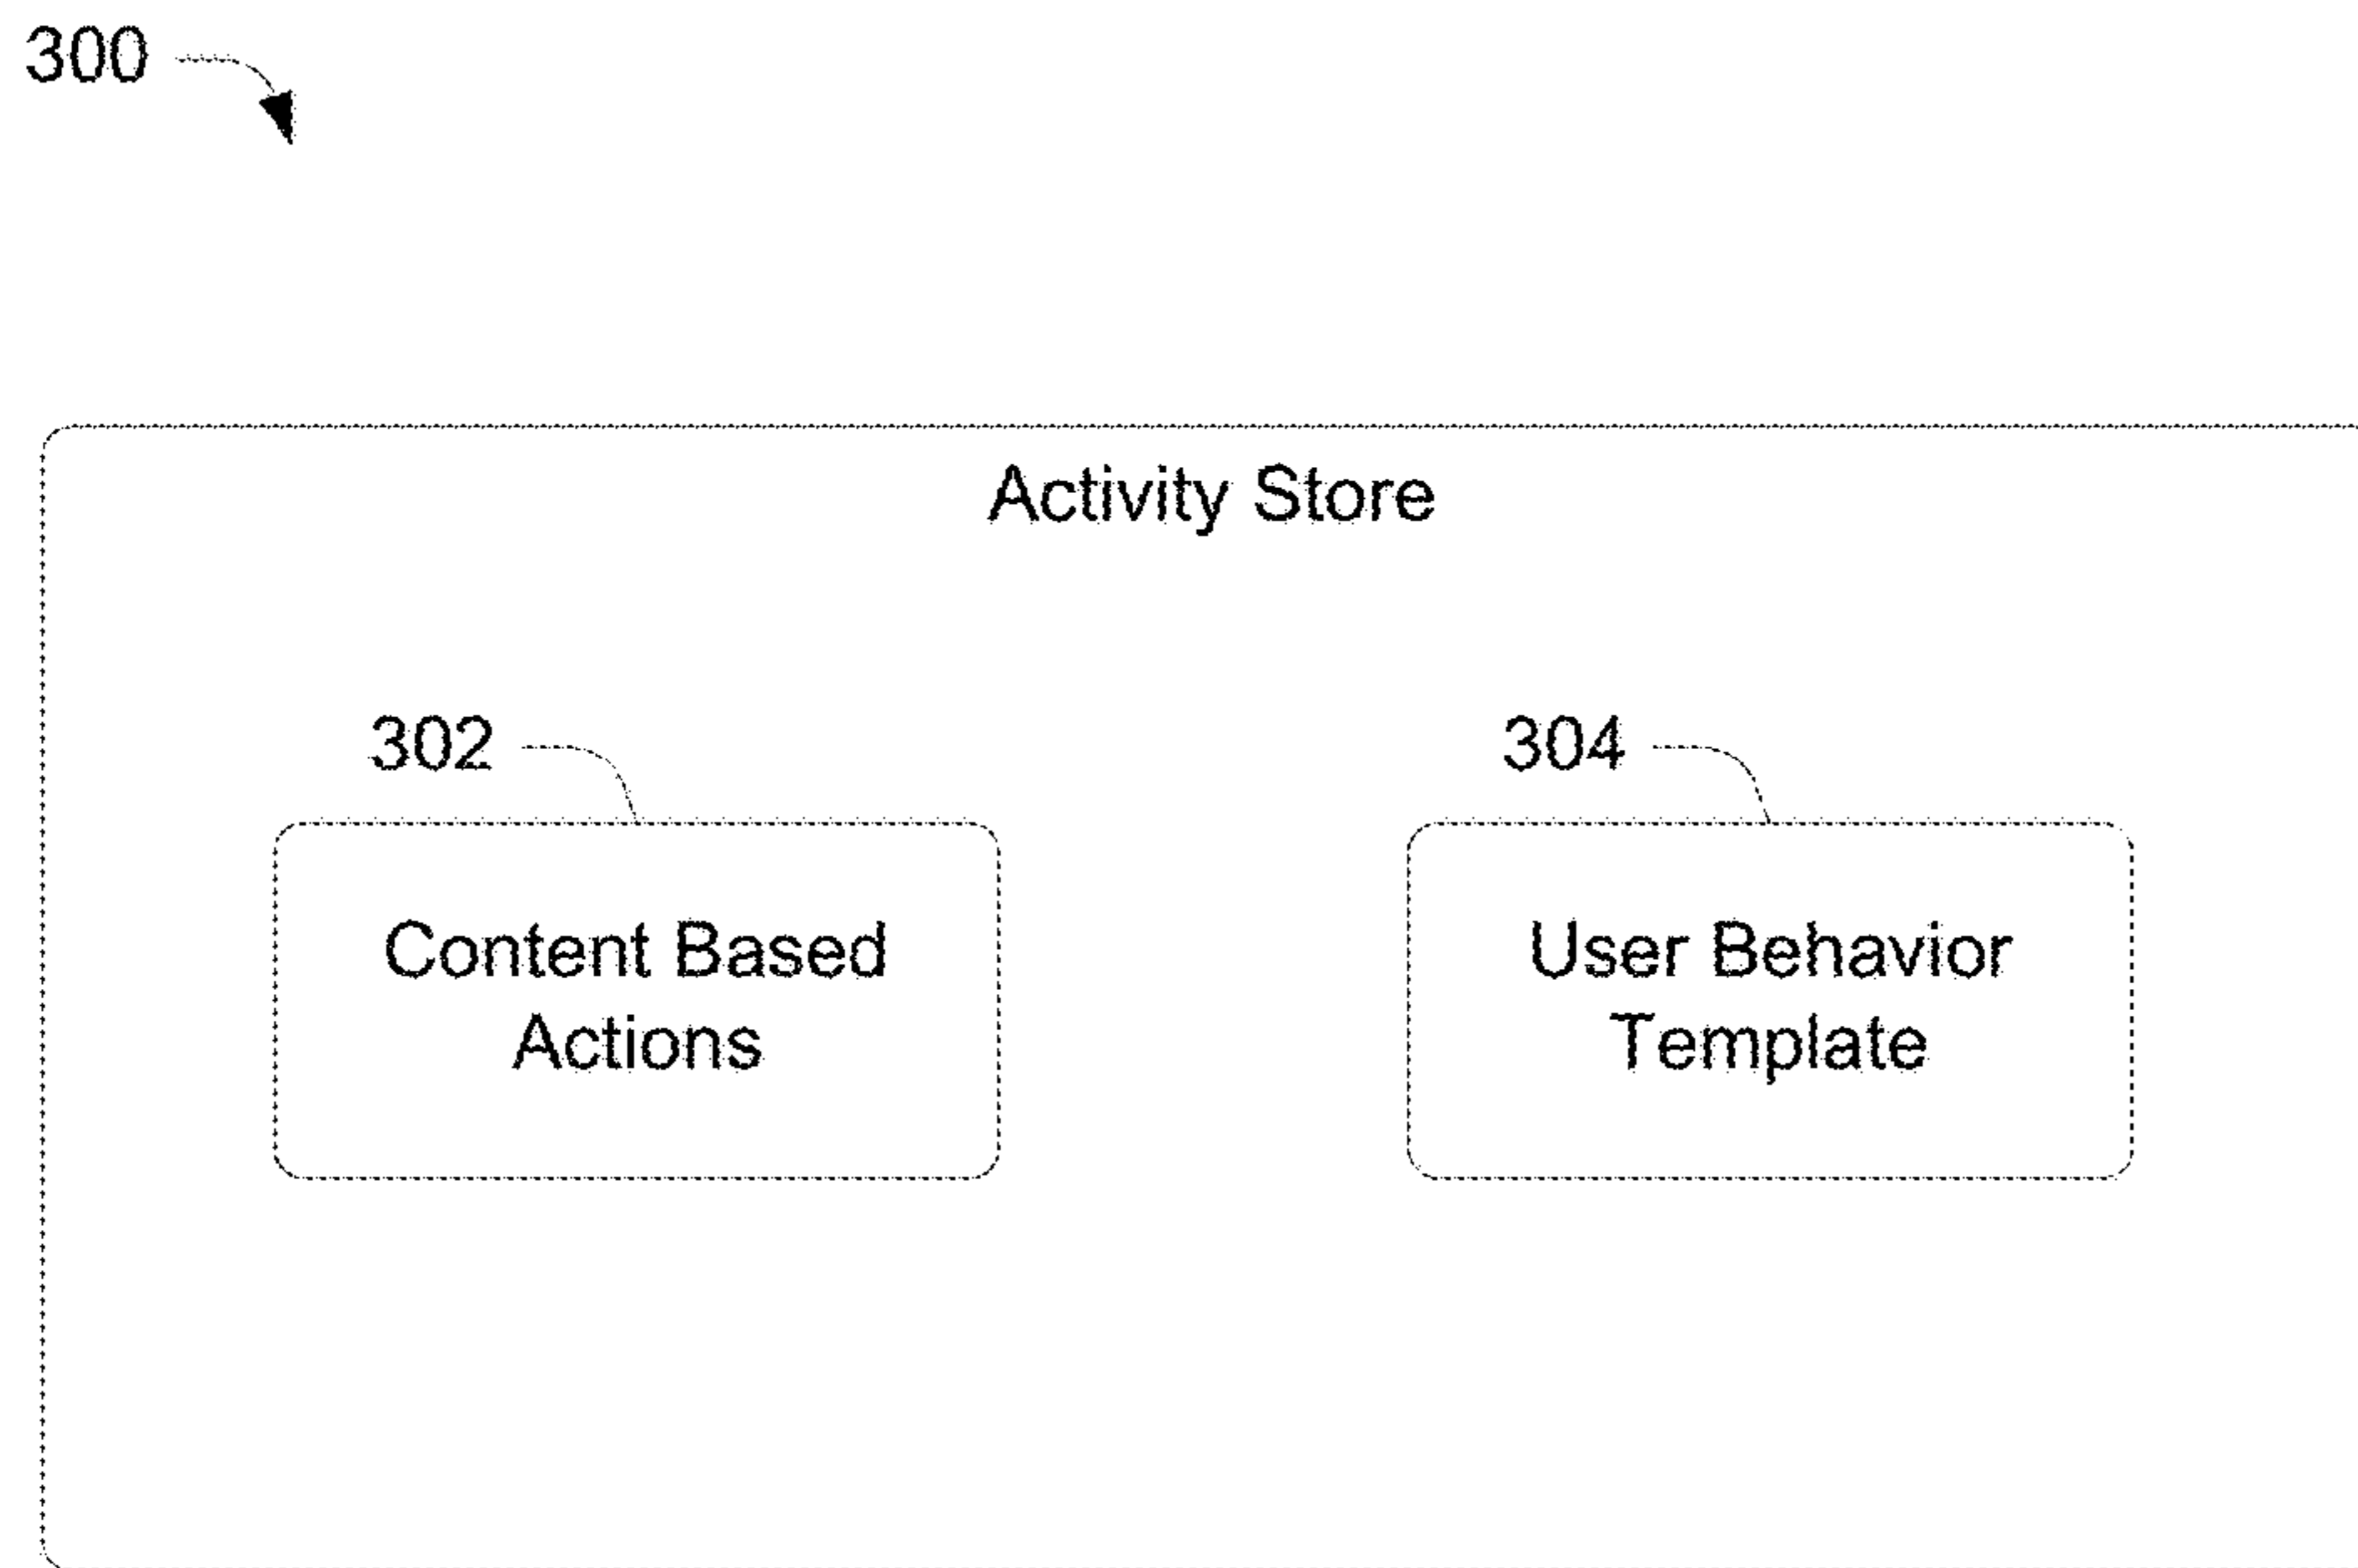 300
Activity Store
302
304
Content Based
Actions
User Behavior
Template